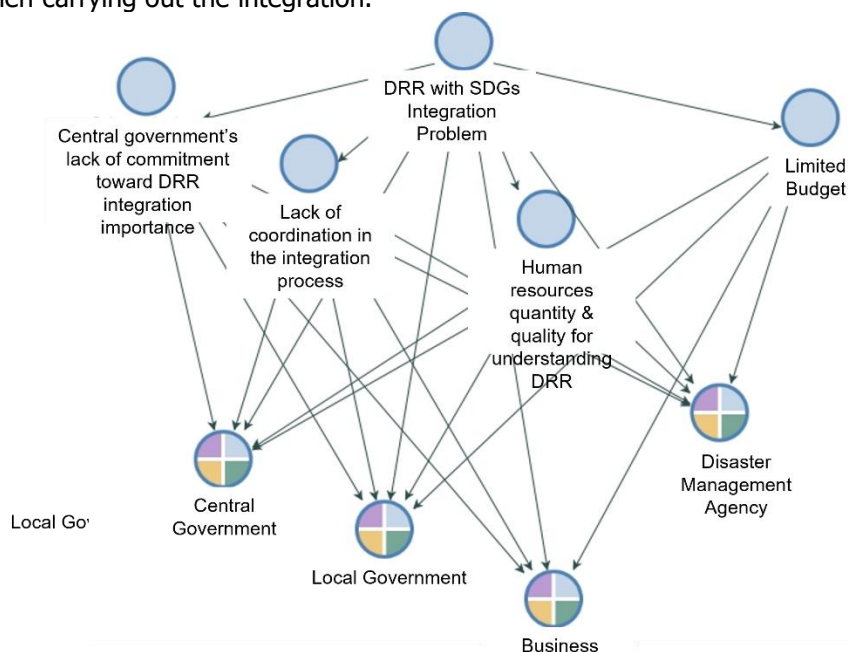 en carrying out the integration.
DRR with SDGs
Integration
Problem
Central government's
lack of commitment
toward DRR
integration
importance
Lack of
coordination in
the integration
process
Human
resources
quantity &
quality for
understanding
DRR
Limited
Budget
Disaster
Management
Agency
Central
Government
Local Gov
Local Government
Business